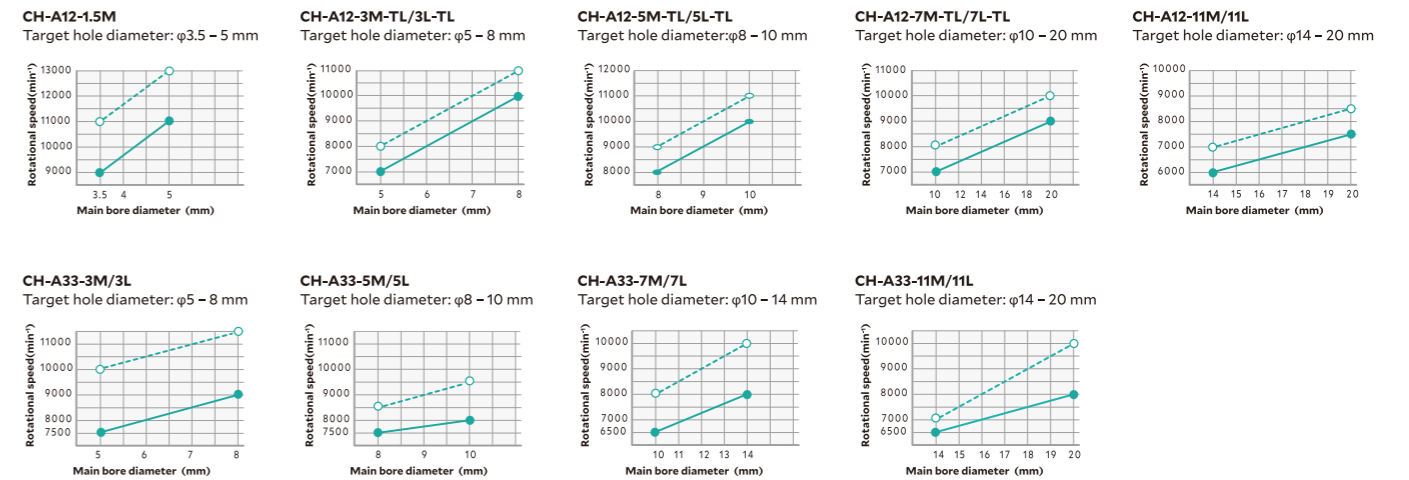 CH-A12-1.5M
Target hole diameter: φ3.5 – 5 mm
Rotational speed(min⁻¹)
13000
12000
11000
10000
9000
3.5 4 5
Main bore diameter (mm)
CH-A12-3M-TL/3L-TL
Target hole diameter: φ5 – 8 mm
Rotational speed(min⁻¹)
11000
10000
9000
8000
7000
5 6 7 8
Main bore diameter (mm)
CH-A12-5M-TL/5L-TL
Target hole diameter:φ8 – 10 mm
Rotational speed(min⁻¹)
12000
11000
10000
9000
8000
8 9 10
Main bore diameter (mm)
CH-A12-7M-TL/7L-TL
Target hole diameter: φ10 – 20 mm
Rotational speed(min⁻¹)
11000
10000
9000
8000
7000
10 12 14 16 18 20
Main bore diameter (mm)
CH-A12-11M/11L
Target hole diameter: φ14 – 20 mm
Rotational speed(min⁻¹)
10000
9000
8000
7000
6000
14 15 16 17 18 19 20
Main bore diameter (mm)
CH-A33-3M/3L
Target hole diameter: φ5 – 8 mm
Rotational speed(min⁻¹)
11000
10000
9000
8000
7500
5 6 7 8
Main bore diameter (mm)
CH-A33-5M/5L
Target hole diameter: φ8 – 10 mm
Rotational speed(min⁻¹)
11000
10000
9000
8000
7500
8 9 10
Main bore diameter (mm)
CH-A33-7M/7L
Target hole diameter: φ10 – 14 mm
Rotational speed(min⁻¹)
10000
9000
8000
7000
6500
10 11 12 13 14
Main bore diameter (mm)
CH-A33-11M/11L
Target hole diameter: φ14 – 20 mm
Rotational speed(min⁻¹)
10000
9000
8000
7000
6500
14 15 16 17 18 19 20
Main bore diameter (mm)